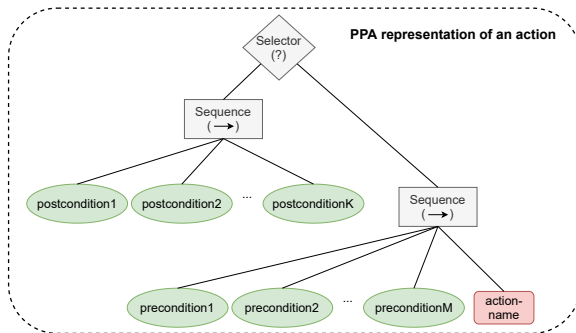 PPA representation of an action
Selector
(?)
Sequence
(→)
postcondition1
postcondition2
...
postconditionK
Sequence
(→)
precondition1
precondition2
...
preconditionM
action-
name